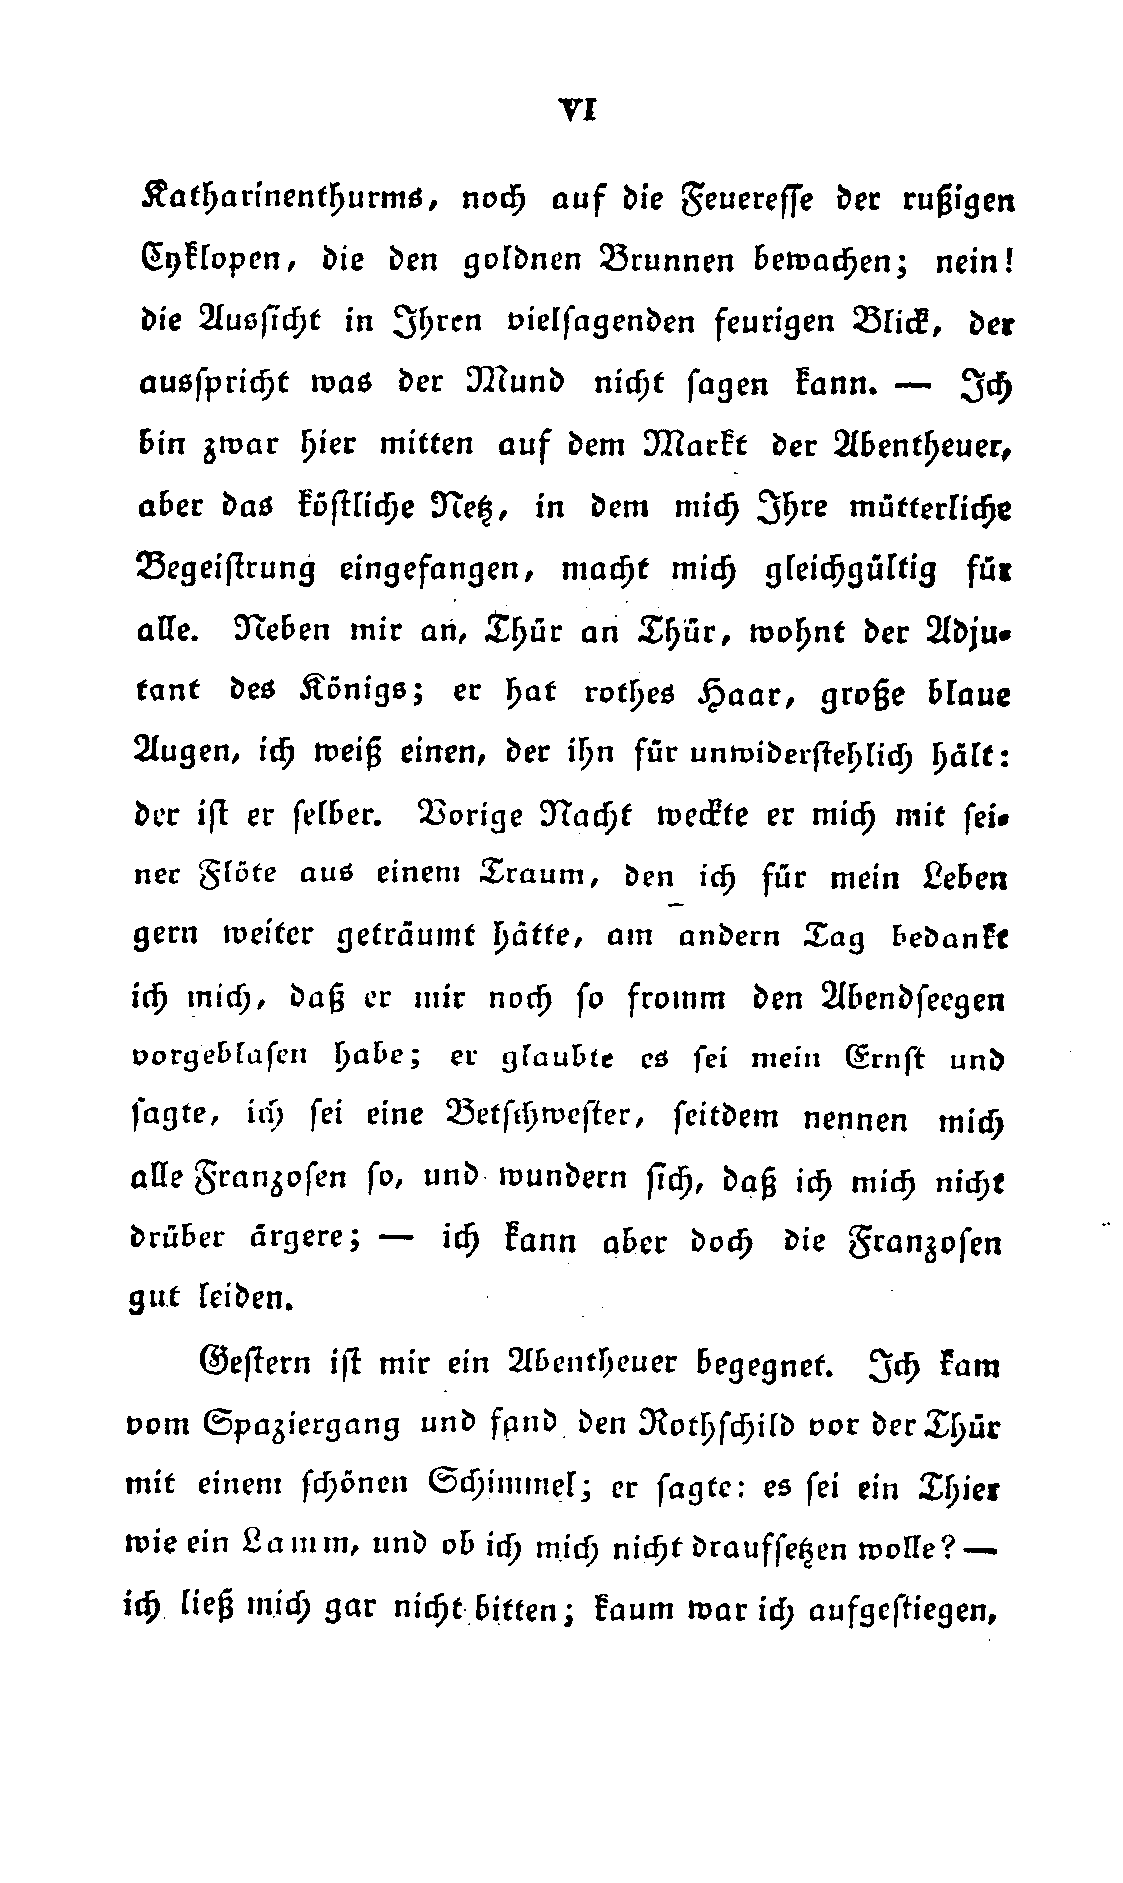 VI
Katharinenthurms, noch auf die Feueresse der rußigen
Cyklopen, die den goldnen Brunnen bewachen; nein!
die Aussicht in Ihren vielsagenden feurigen Blick, der
ausspricht was der Mund nicht sagen kann. — Ich
bin zwar hier mitten auf dem Markt der Abentheuer,
aber das köstliche Netz, in dem mich Ihre mütterliche
Begeistrung eingefangen, macht mich gleichgültig für
alle. Neben mir an, Thür an Thür, wohnt der Adju-
tant des Königs; er hat rothes Haar, große blaue
Augen, ich weiß einen, der ihn für unwiderstehlich hält:
der ist er selber. Vorige Nacht weckte er mich mit sei-
ner Flöte aus einem Traum, den ich für mein Leben
gern weiter geträumt hätte, am andern Tag bedankt
ich mich, daß er mir noch so fromm den Abendseegen
vorgeblasen habe; er glaubte es sei mein Ernst und
sagte, ich sei eine Betschwester, seitdem nennen mich
alle Franzosen so, und wundern sich, daß ich mich nicht
drüber ärgere; — ich kann aber doch die Franzosen
gut leiden.
Gestern ist mir ein Abentheuer begegnet. Ich kam
vom Spaziergang und fand den Rothschild vor der Thür
mit einem schönen Schimmel; er sagte: es sei ein Thier
wie ein Lamm, und ob ich mich nicht draufsetzen wolle? —
ich ließ mich gar nicht bitten; kaum war ich aufgestiegen,